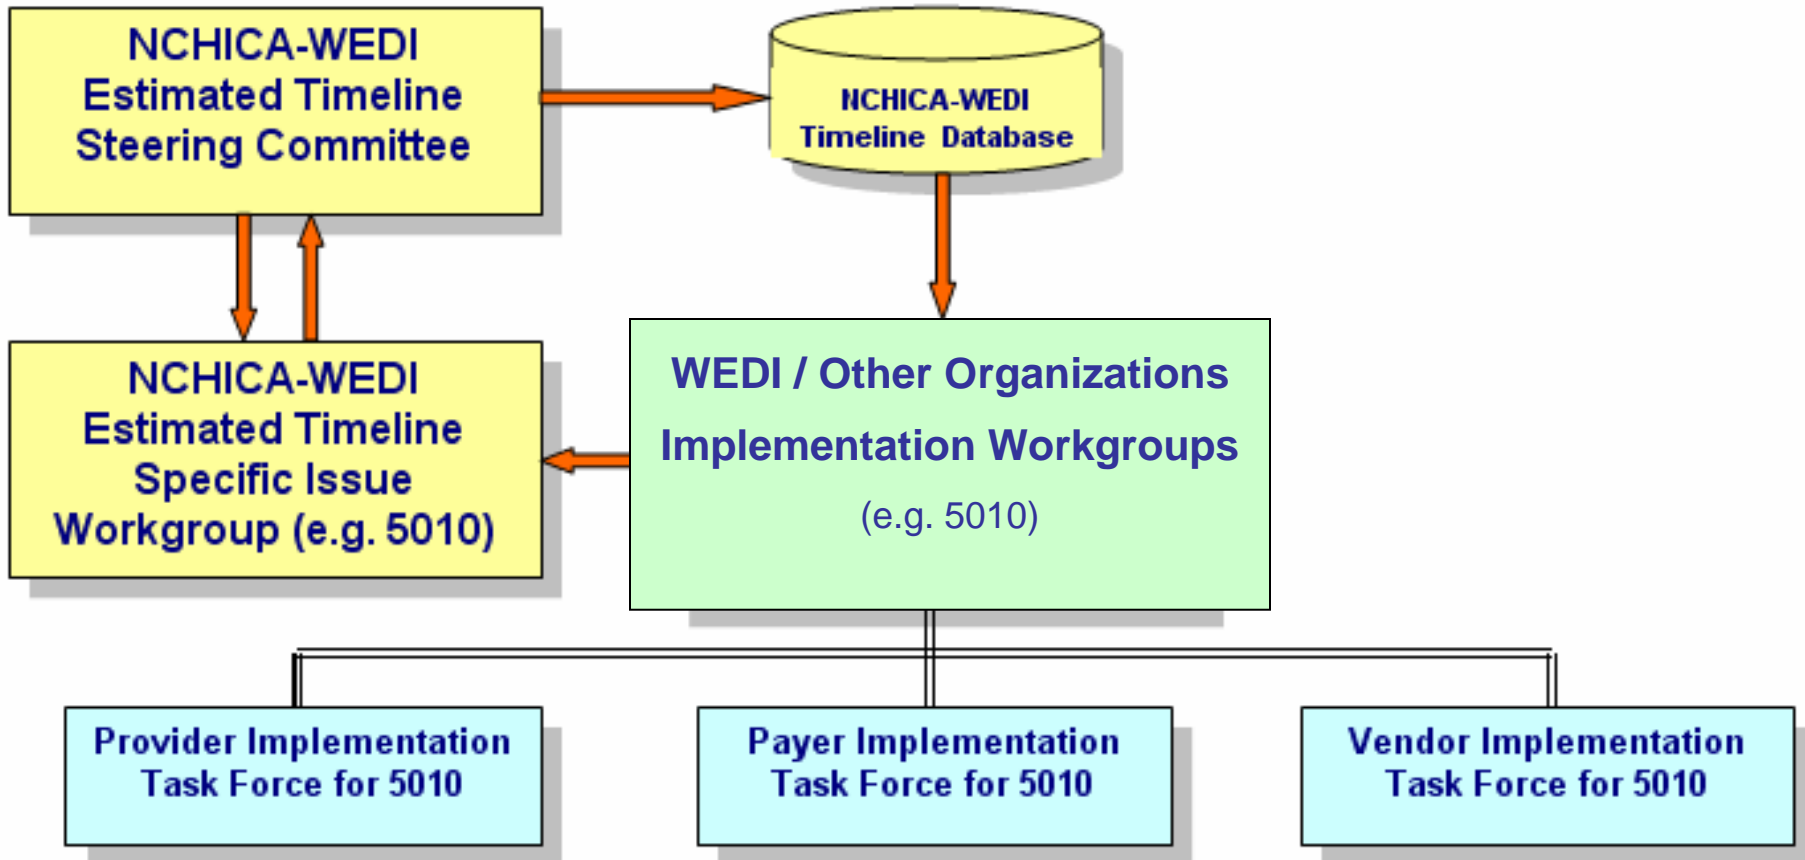 NCHICA-WEDI
Estimated Timeline
Steering Committee
NCHICA-WEDI
Timeline Database
NCHICA-WEDI
Estimated Timeline
Specific Issue
Workgroup (e.g. 5010)
WEDI / Other Organizations
Implementation Workgroups
(e.g. 5010)
Provider Implementation
Task Force for 5010
Payer Implementation
Task Force for 5010
Vendor Implementation
Task Force for 5010